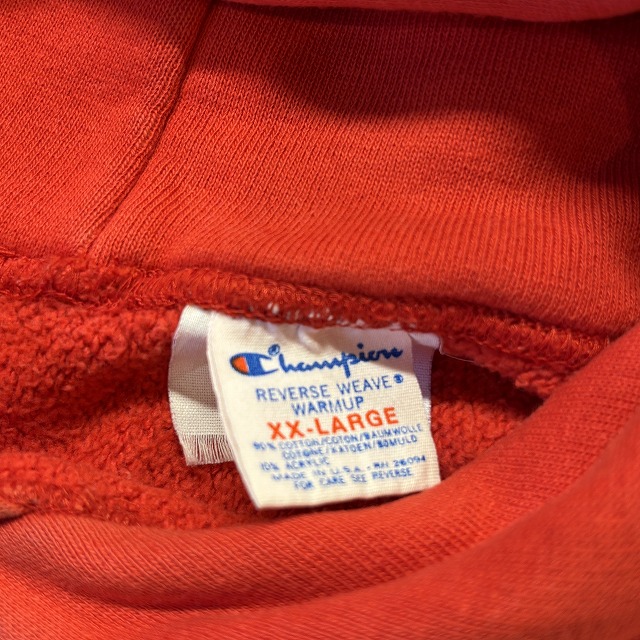 Champion
REVERSE WEAVE®
WARMUP
XX-LARGE
90% COTTON/COTON/BAUMWOLLE
COTONE/KATOEN/BOMULD
10% ACRYLIC
MADE IN U.S.A. - RN 26094
FOR CARE SEE REVERSE